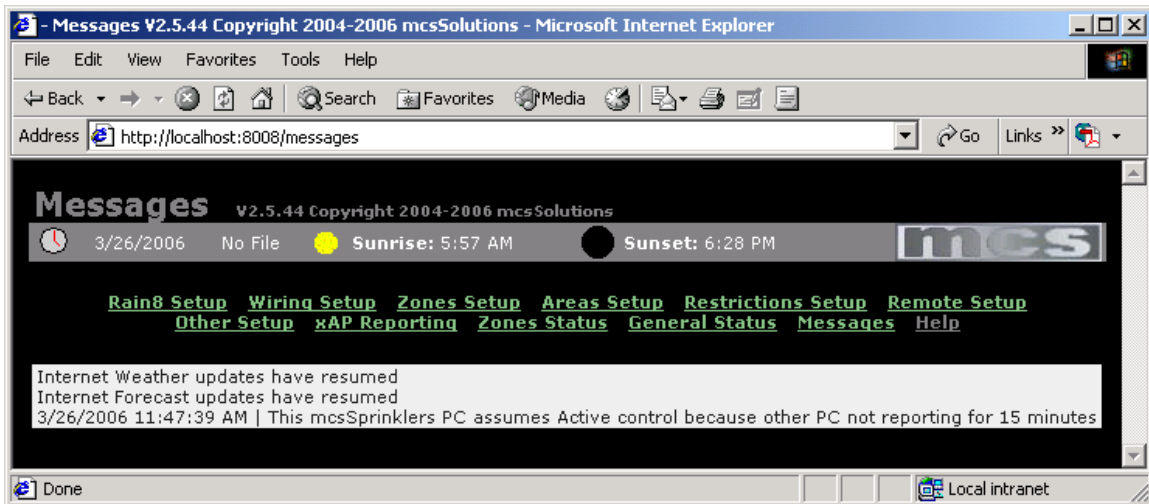 - Messages V2.5.44 Copyright 2004-2006 mcsSolutions - Microsoft Internet Explorer
File Edit View Favorites Tools Help
Back Search Favorites Media
Address http://localhost:8008/messages Go Links »
Messages V2.5.44 Copyright 2004-2006 mcsSolutions
3/26/2006 No File Sunrise: 5:57 AM Sunset: 6:28 PM mcs
Rain8 Setup Wiring Setup Zones Setup Areas Setup Restrictions Setup Remote Setup
Other Setup xAP Reporting Zones Status General Status Messages Help
Internet Weather updates have resumed
Internet Forecast updates have resumed
3/26/2006 11:47:39 AM | This mcsSprinklers PC assumes Active control because other PC not reporting for 15 minutes
Done Local intranet